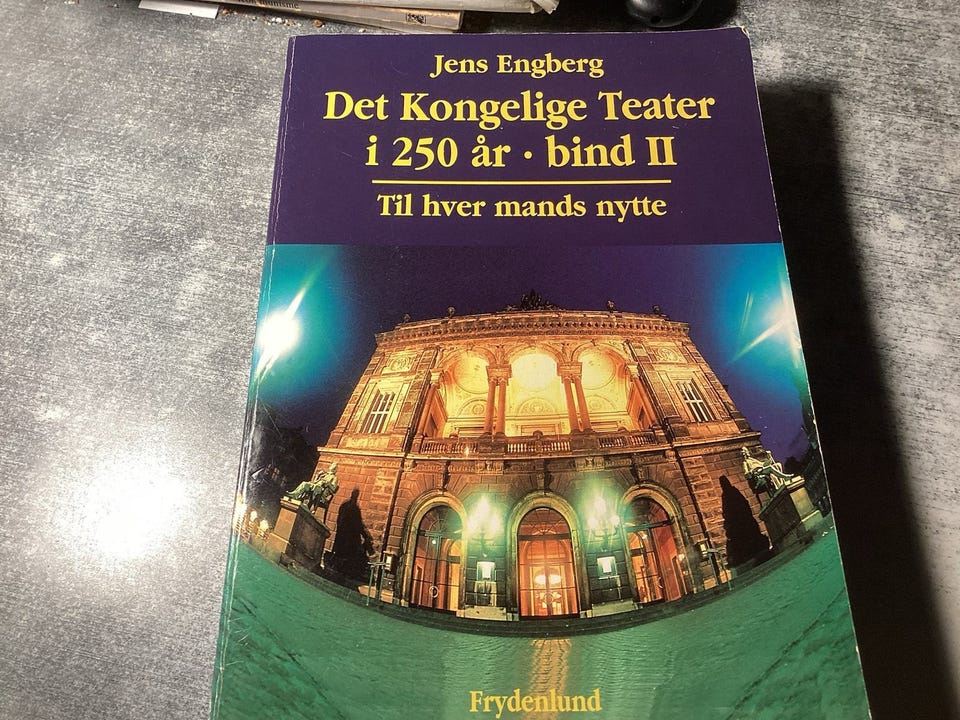 Jens Engberg
Det Kongelige Teater
i 250 år · bind II
Til hver mands nytte
Frydenlund